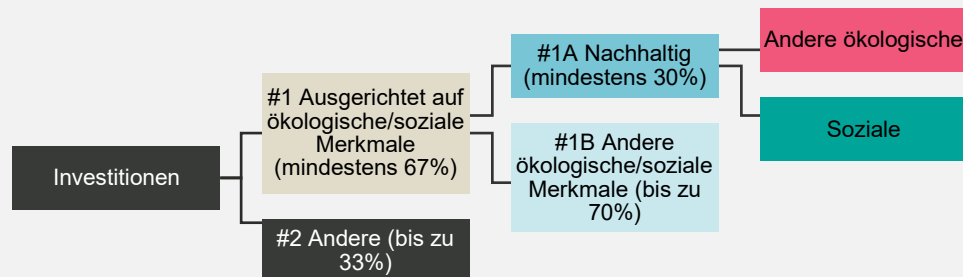 Investitionen
#1 Ausgerichtet auf
ökologische/soziale
Merkmale
(mindestens 67%)
#2 Andere (bis zu
33%)
#1A Nachhaltig
(mindestens 30%)
#1B Andere
ökologische/soziale
Merkmale (bis zu
70%)
Andere ökologische
Soziale